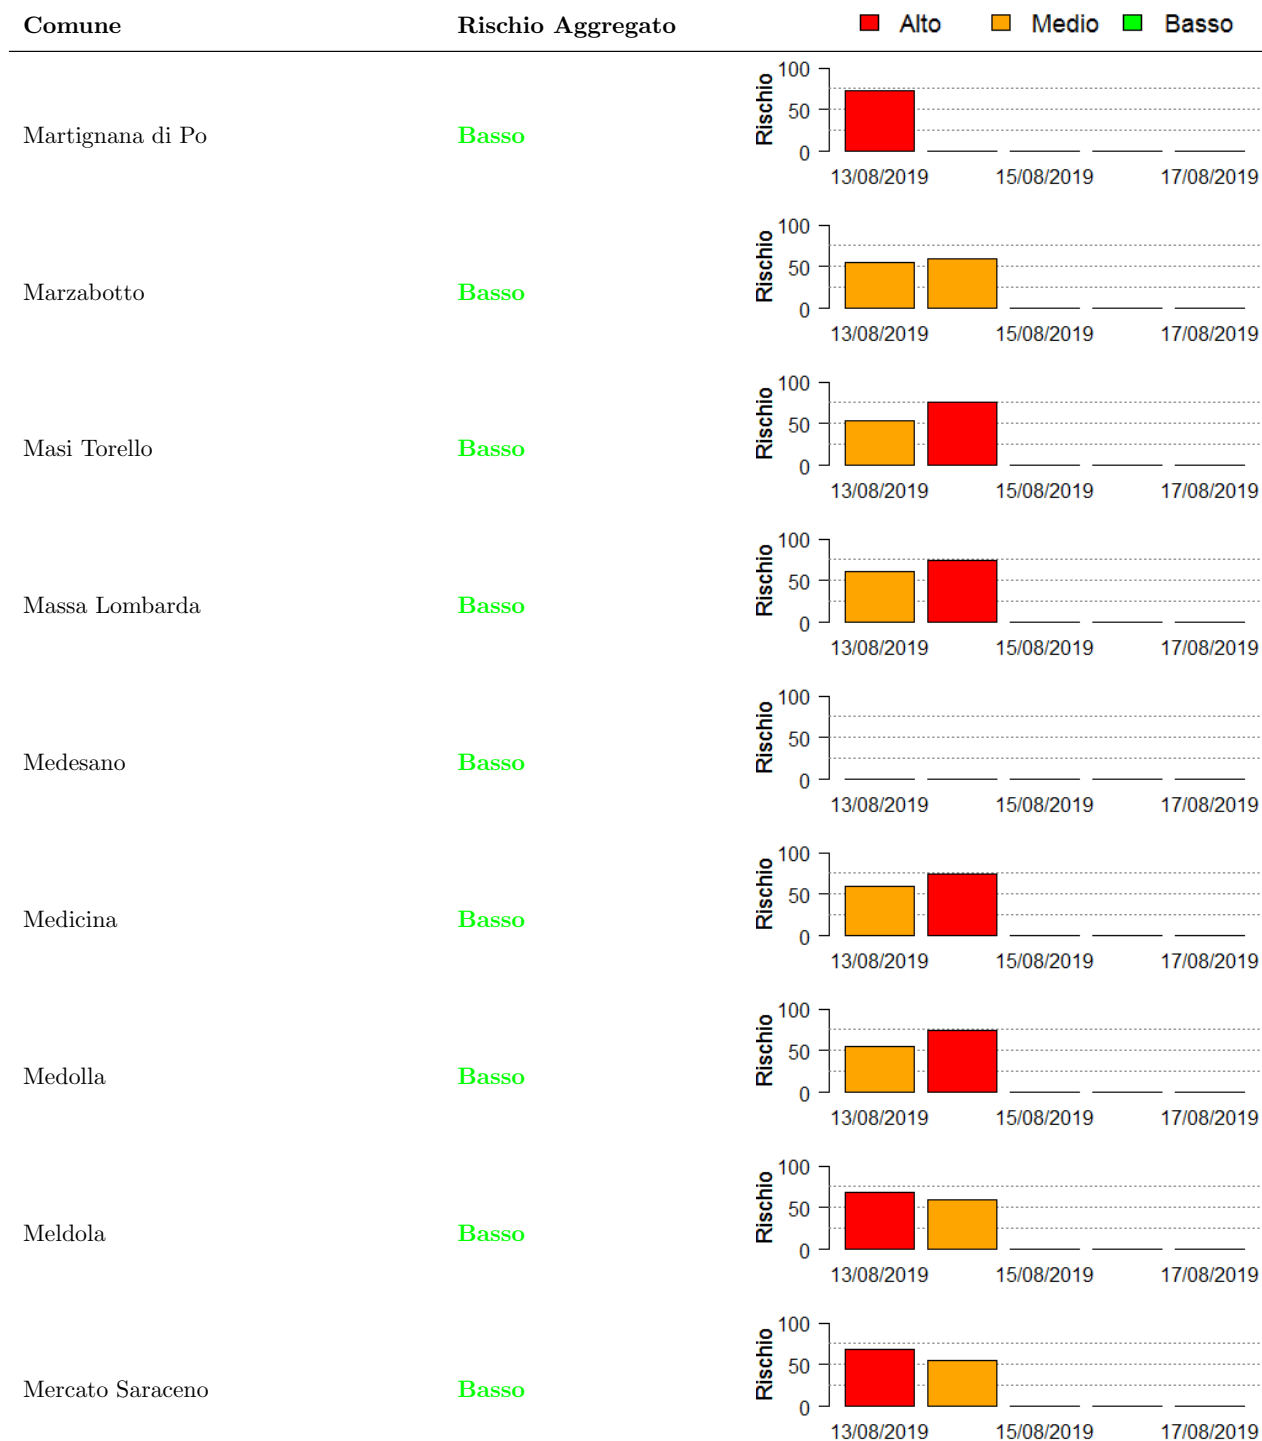 Comune Rischio Aggregato Alto Medio Basso
Martignana di Po Basso Rischio 100 50 0
13/08/2019 15/08/2019 17/08/2019
Marzabotto Basso Rischio 100 50 0
13/08/2019 15/08/2019 17/08/2019
Masi Torello Basso Rischio 100 50 0
13/08/2019 15/08/2019 17/08/2019
Massa Lombarda Basso Rischio 100 50 0
13/08/2019 15/08/2019 17/08/2019
Medesano Basso Rischio 100 50 0
13/08/2019 15/08/2019 17/08/2019
Medicina Basso Rischio 100 50 0
13/08/2019 15/08/2019 17/08/2019
Medolla Basso Rischio 100 50 0
13/08/2019 15/08/2019 17/08/2019
Meldola Basso Rischio 100 50 0
13/08/2019 15/08/2019 17/08/2019
Mercato Saraceno Basso Rischio 100 50 0
13/08/2019 15/08/2019 17/08/2019